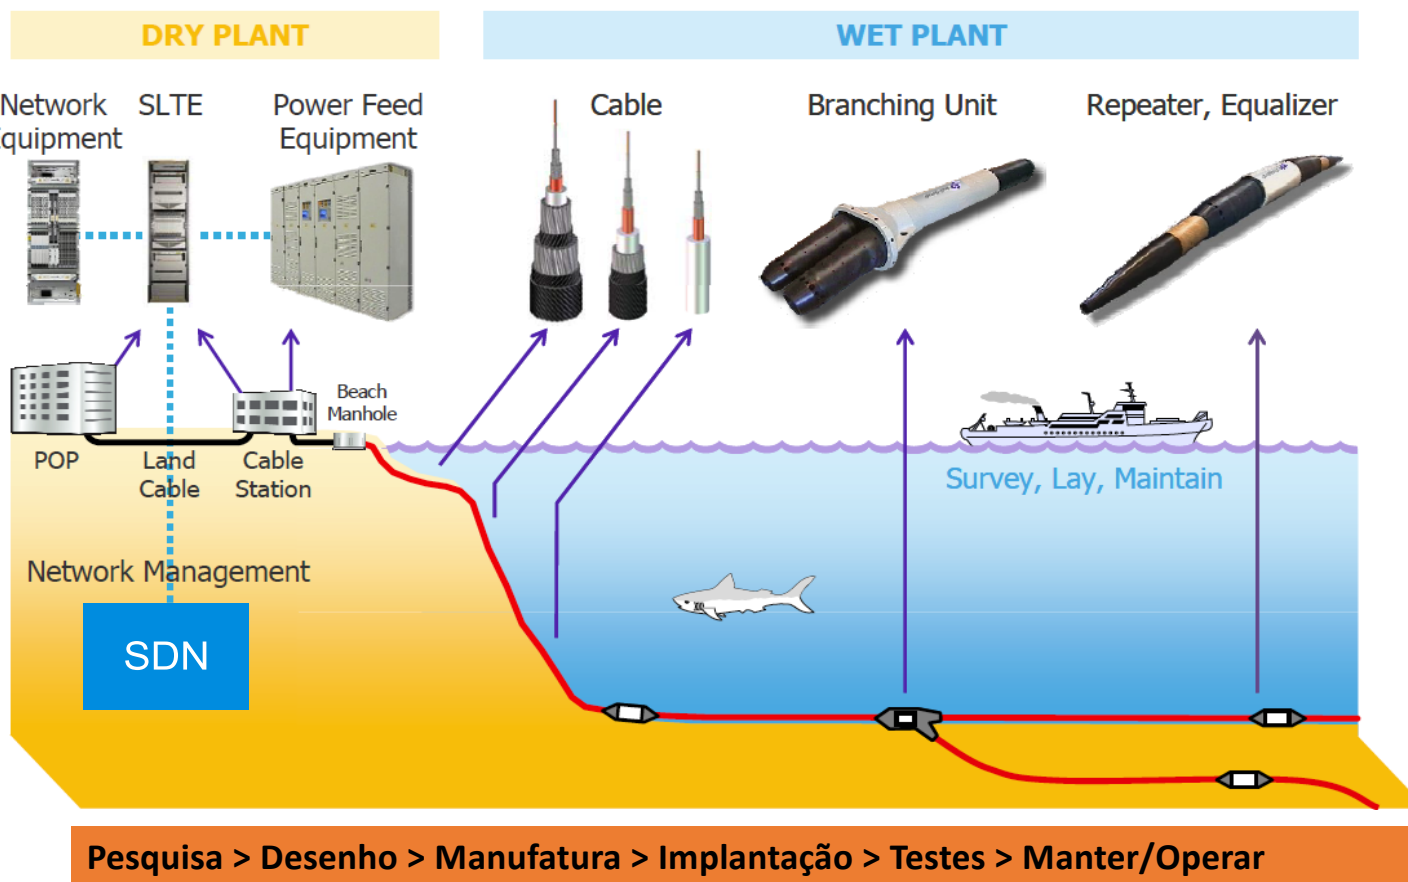 DRY PLANT
WET PLANT
Network
quipment
SLTE
Power Feed
Equipment
Cable
Branching Unit
Repeater, Equalizer
Beach
Manhole
POP
Land
Cable
Cable
Station
Survey, Lay, Maintain
Network Management
SDN
Pesquisa > Desenho > Manufatura > Implantação > Testes > Manter/Operar